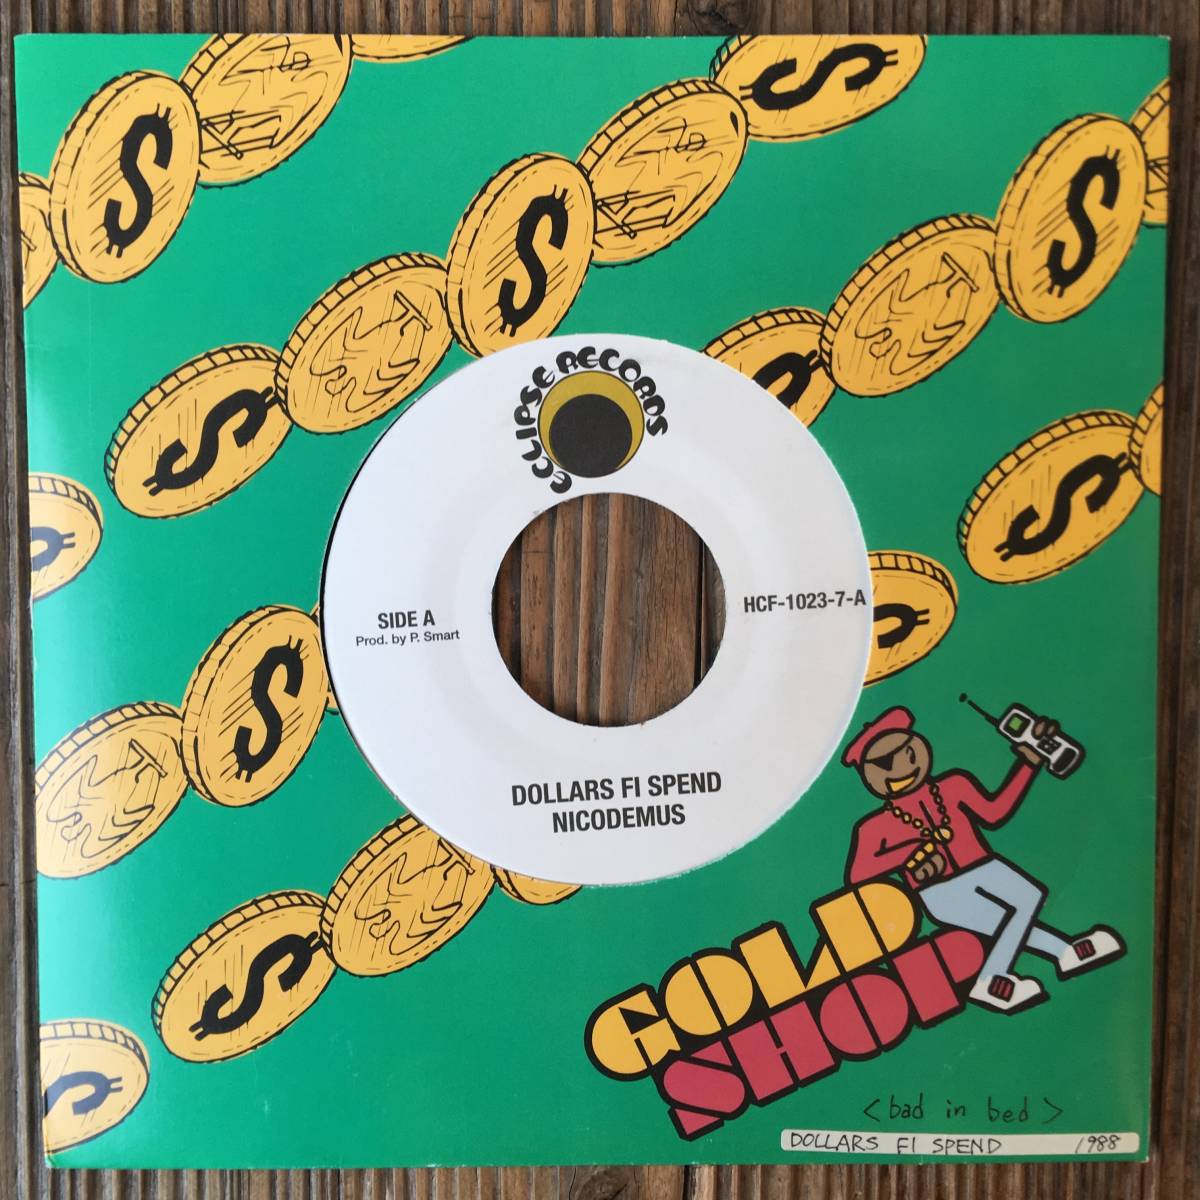 ECLIPSE RECORDS
SIDE A
Prod. by P. Smart
HCF-1023-7-A
DOLLARS FI SPEND
NICODEMUS
GOLD
SHOP
<bad in bed>
DOLLARS FI SPEND 1988